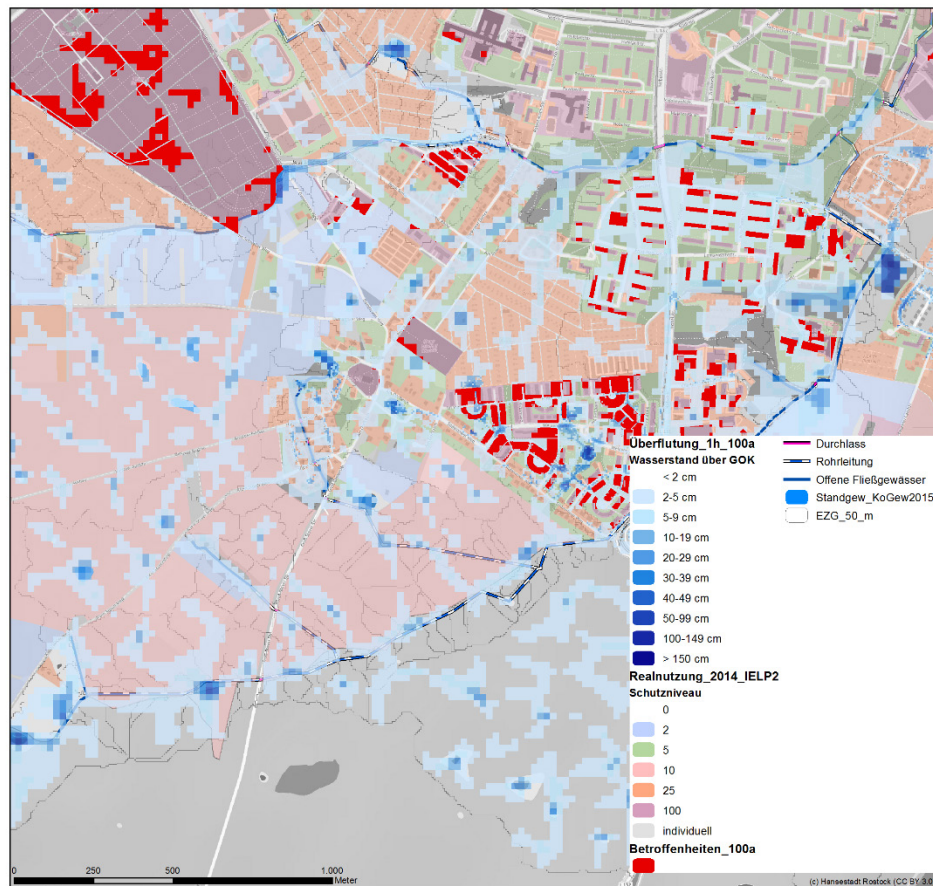 Überflutung_1h_100a
Wasserstand über GOK
< 2 cm
2-5 cm
5-9 cm
10-19 cm
20-29 cm
30-39 cm
40-49 cm
50-99 cm
100-149 cm
> 150 cm
Realnutzung_2014_IELP2
Schutzniveau
0
2
5
10
25
100
individuell
Betroffenheiten_100a
Durchlass
Rohrleitung
Offene Fließgewässer
Standgew_KoGew2015
EZG_50_m
0 250 500 1.000
Meter
(c) Hansestadt Rostock (CC BY 3.0